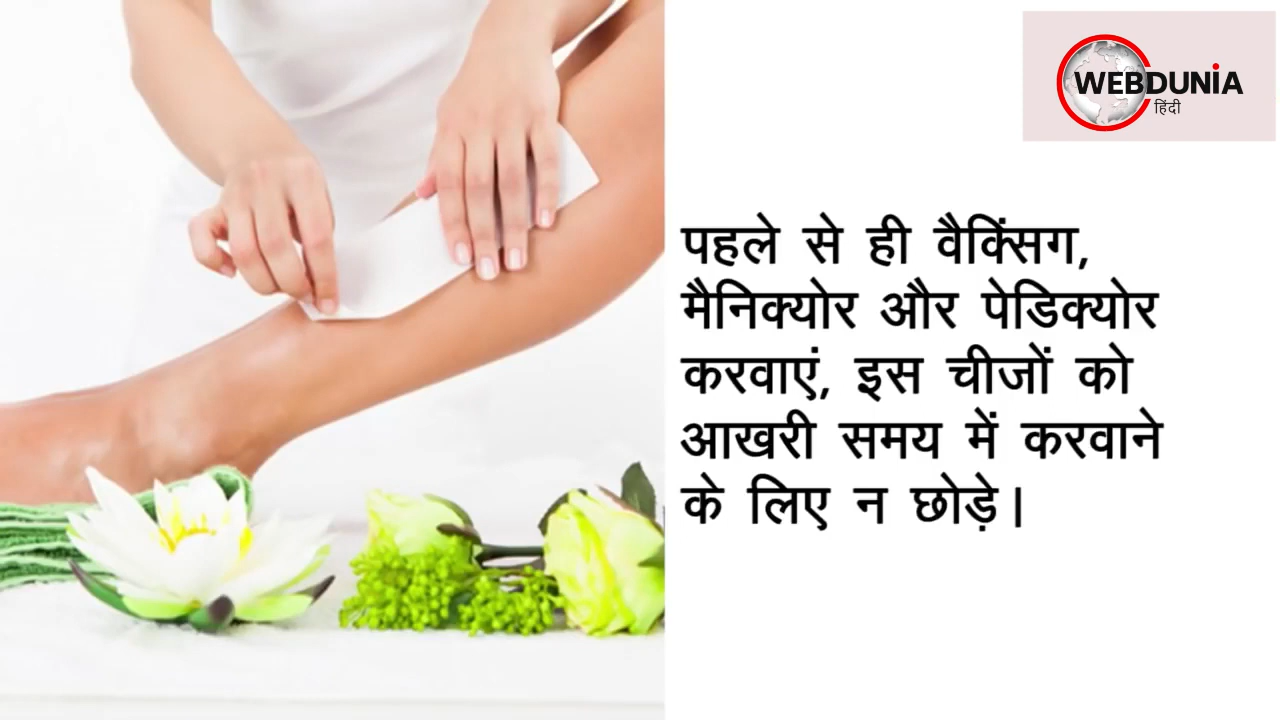 WEBDUNIA
हिंदी
पहले से ही वैक्सिंग,
मैनिक्योर और पेडिक्योर
करवाएं, इस चीजों को
आखरी समय में करवाने
के लिए न छोड़े।